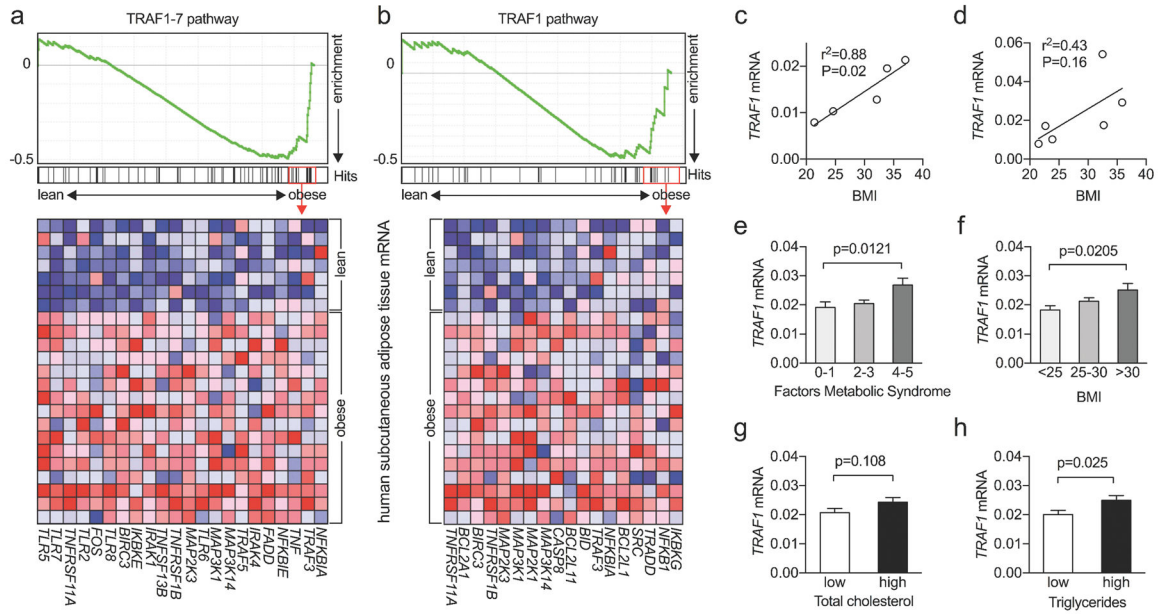 a
TRAF1-7 pathway
0
-0.5
enrichment
Hits
lean
obese
lean
obese
TLR5
TLR7
TNFRSF11A
TLR2
FOS
TLR8
BIRC3
IKBKE
IRAK1
TNFSF13B
TNFRSF1B
MAP2K3
TLR6
MAP3K1
MAP3K14
TRAF5
IRAK4
FADD
NFKBIE
TNF
TRAF3
NFKBIA
b
TRAF1 pathway
0
-0.5
enrichment
Hits
lean
obese
human subcutaneous adipose tissue mRNA
lean
obese
TNFRSF11A
BCL2A1
BIRC3
TNFRSF1B
MAP2K3
MAP3K1
MAP2K1
MAP3K14
CASP8
BCL2L11
BID
TRAF3
NFKBIA
BCL2L1
SRC
TRADD
NFKB1
IKBKG
c
TRAF1 mRNA
r²=0.88
P=0.02
0.02
0.01
0.00
20 25 30 35 40
BMI
d
TRAF1 mRNA
r²=0.43
P=0.16
0.06
0.04
0.02
0.00
20 25 30 35 40
BMI
e
TRAF1 mRNA
p=0.0121
0.04
0.03
0.02
0.01
0.00
0-1 2-3 4-5
Factors Metabolic Syndrome
f
TRAF1 mRNA
p=0.0205
0.04
0.03
0.02
0.01
0.00
<25 25-30 >30
BMI
g
TRAF1 mRNA
p=0.108
0.04
0.03
0.02
0.01
0.00
low high
Total cholesterol
h
TRAF1 mRNA
p=0.025
0.04
0.03
0.02
0.01
0.00
low high
Triglycerides